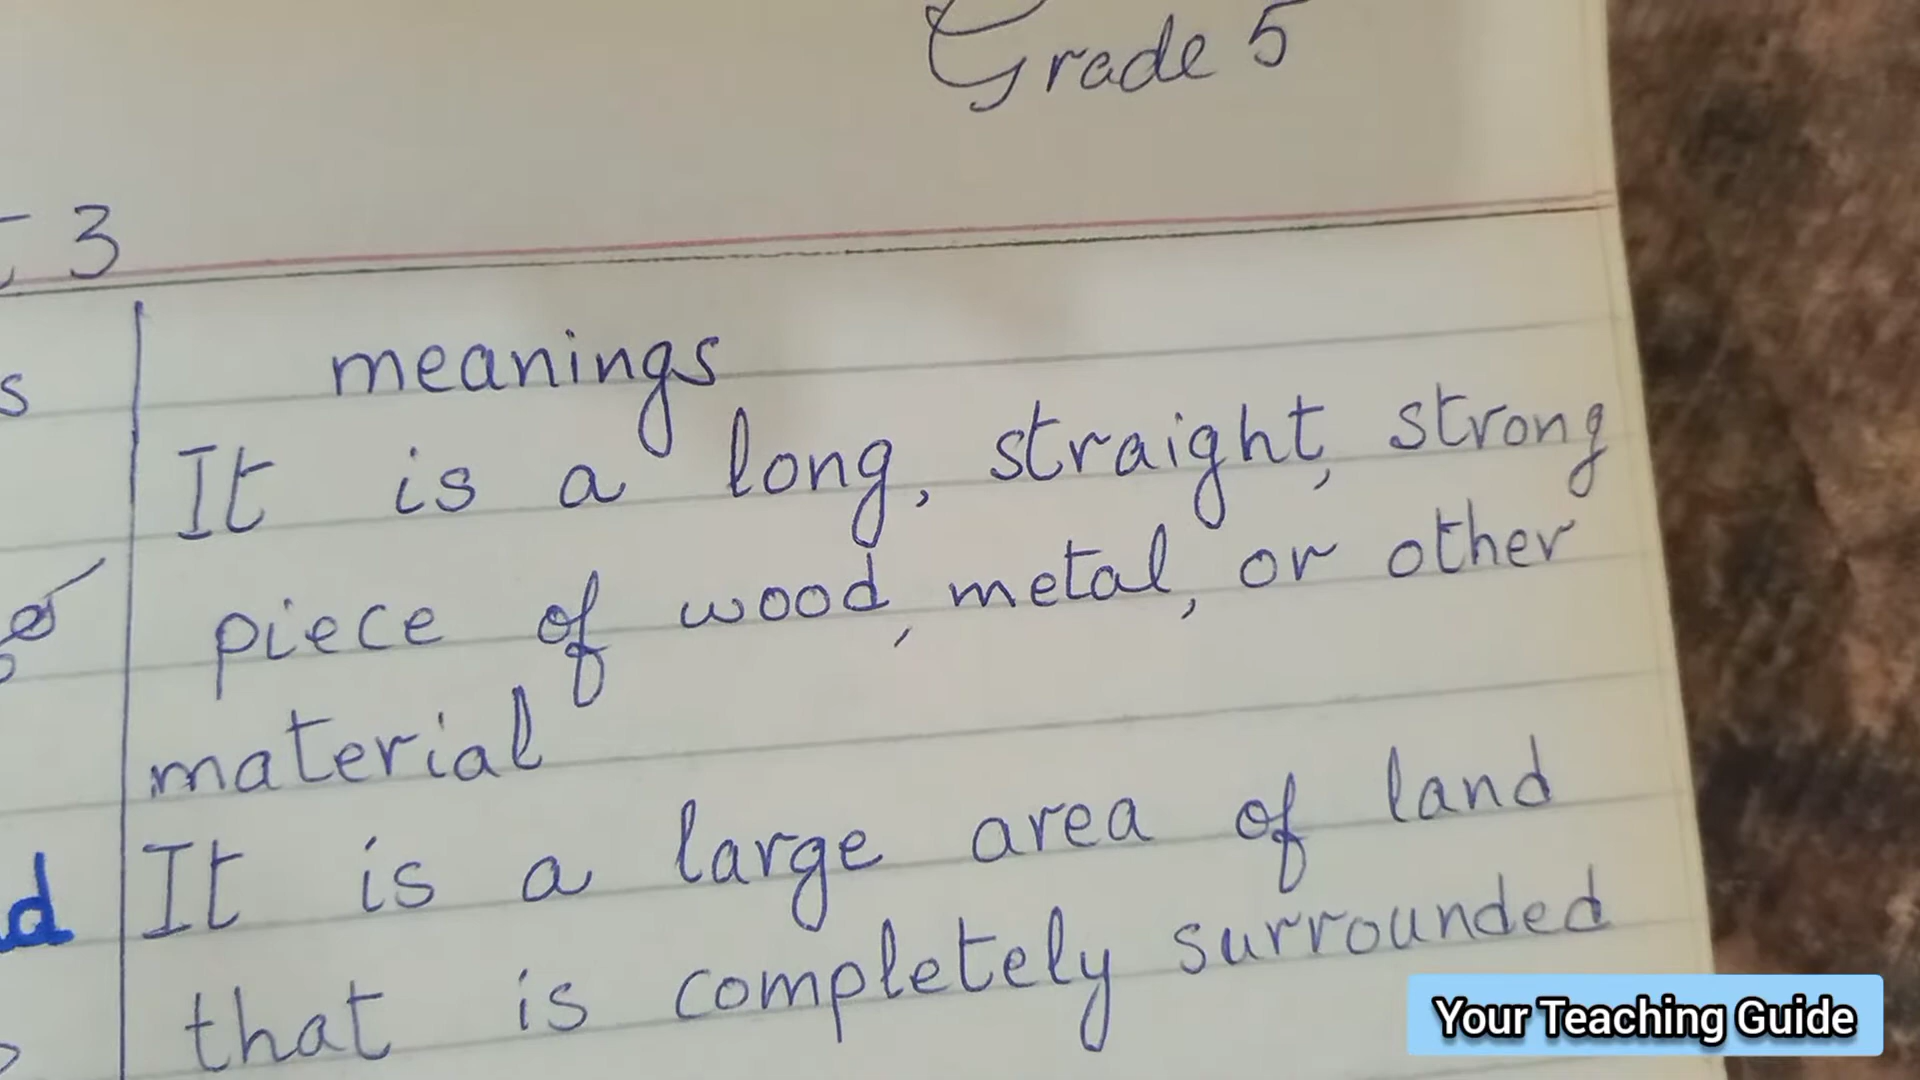 Grade 5
3
meanings
It is a long, straight, strong
piece of wood, metal, or other
material
It is a large area of land
that is completely surrounded
Your Teaching Guide